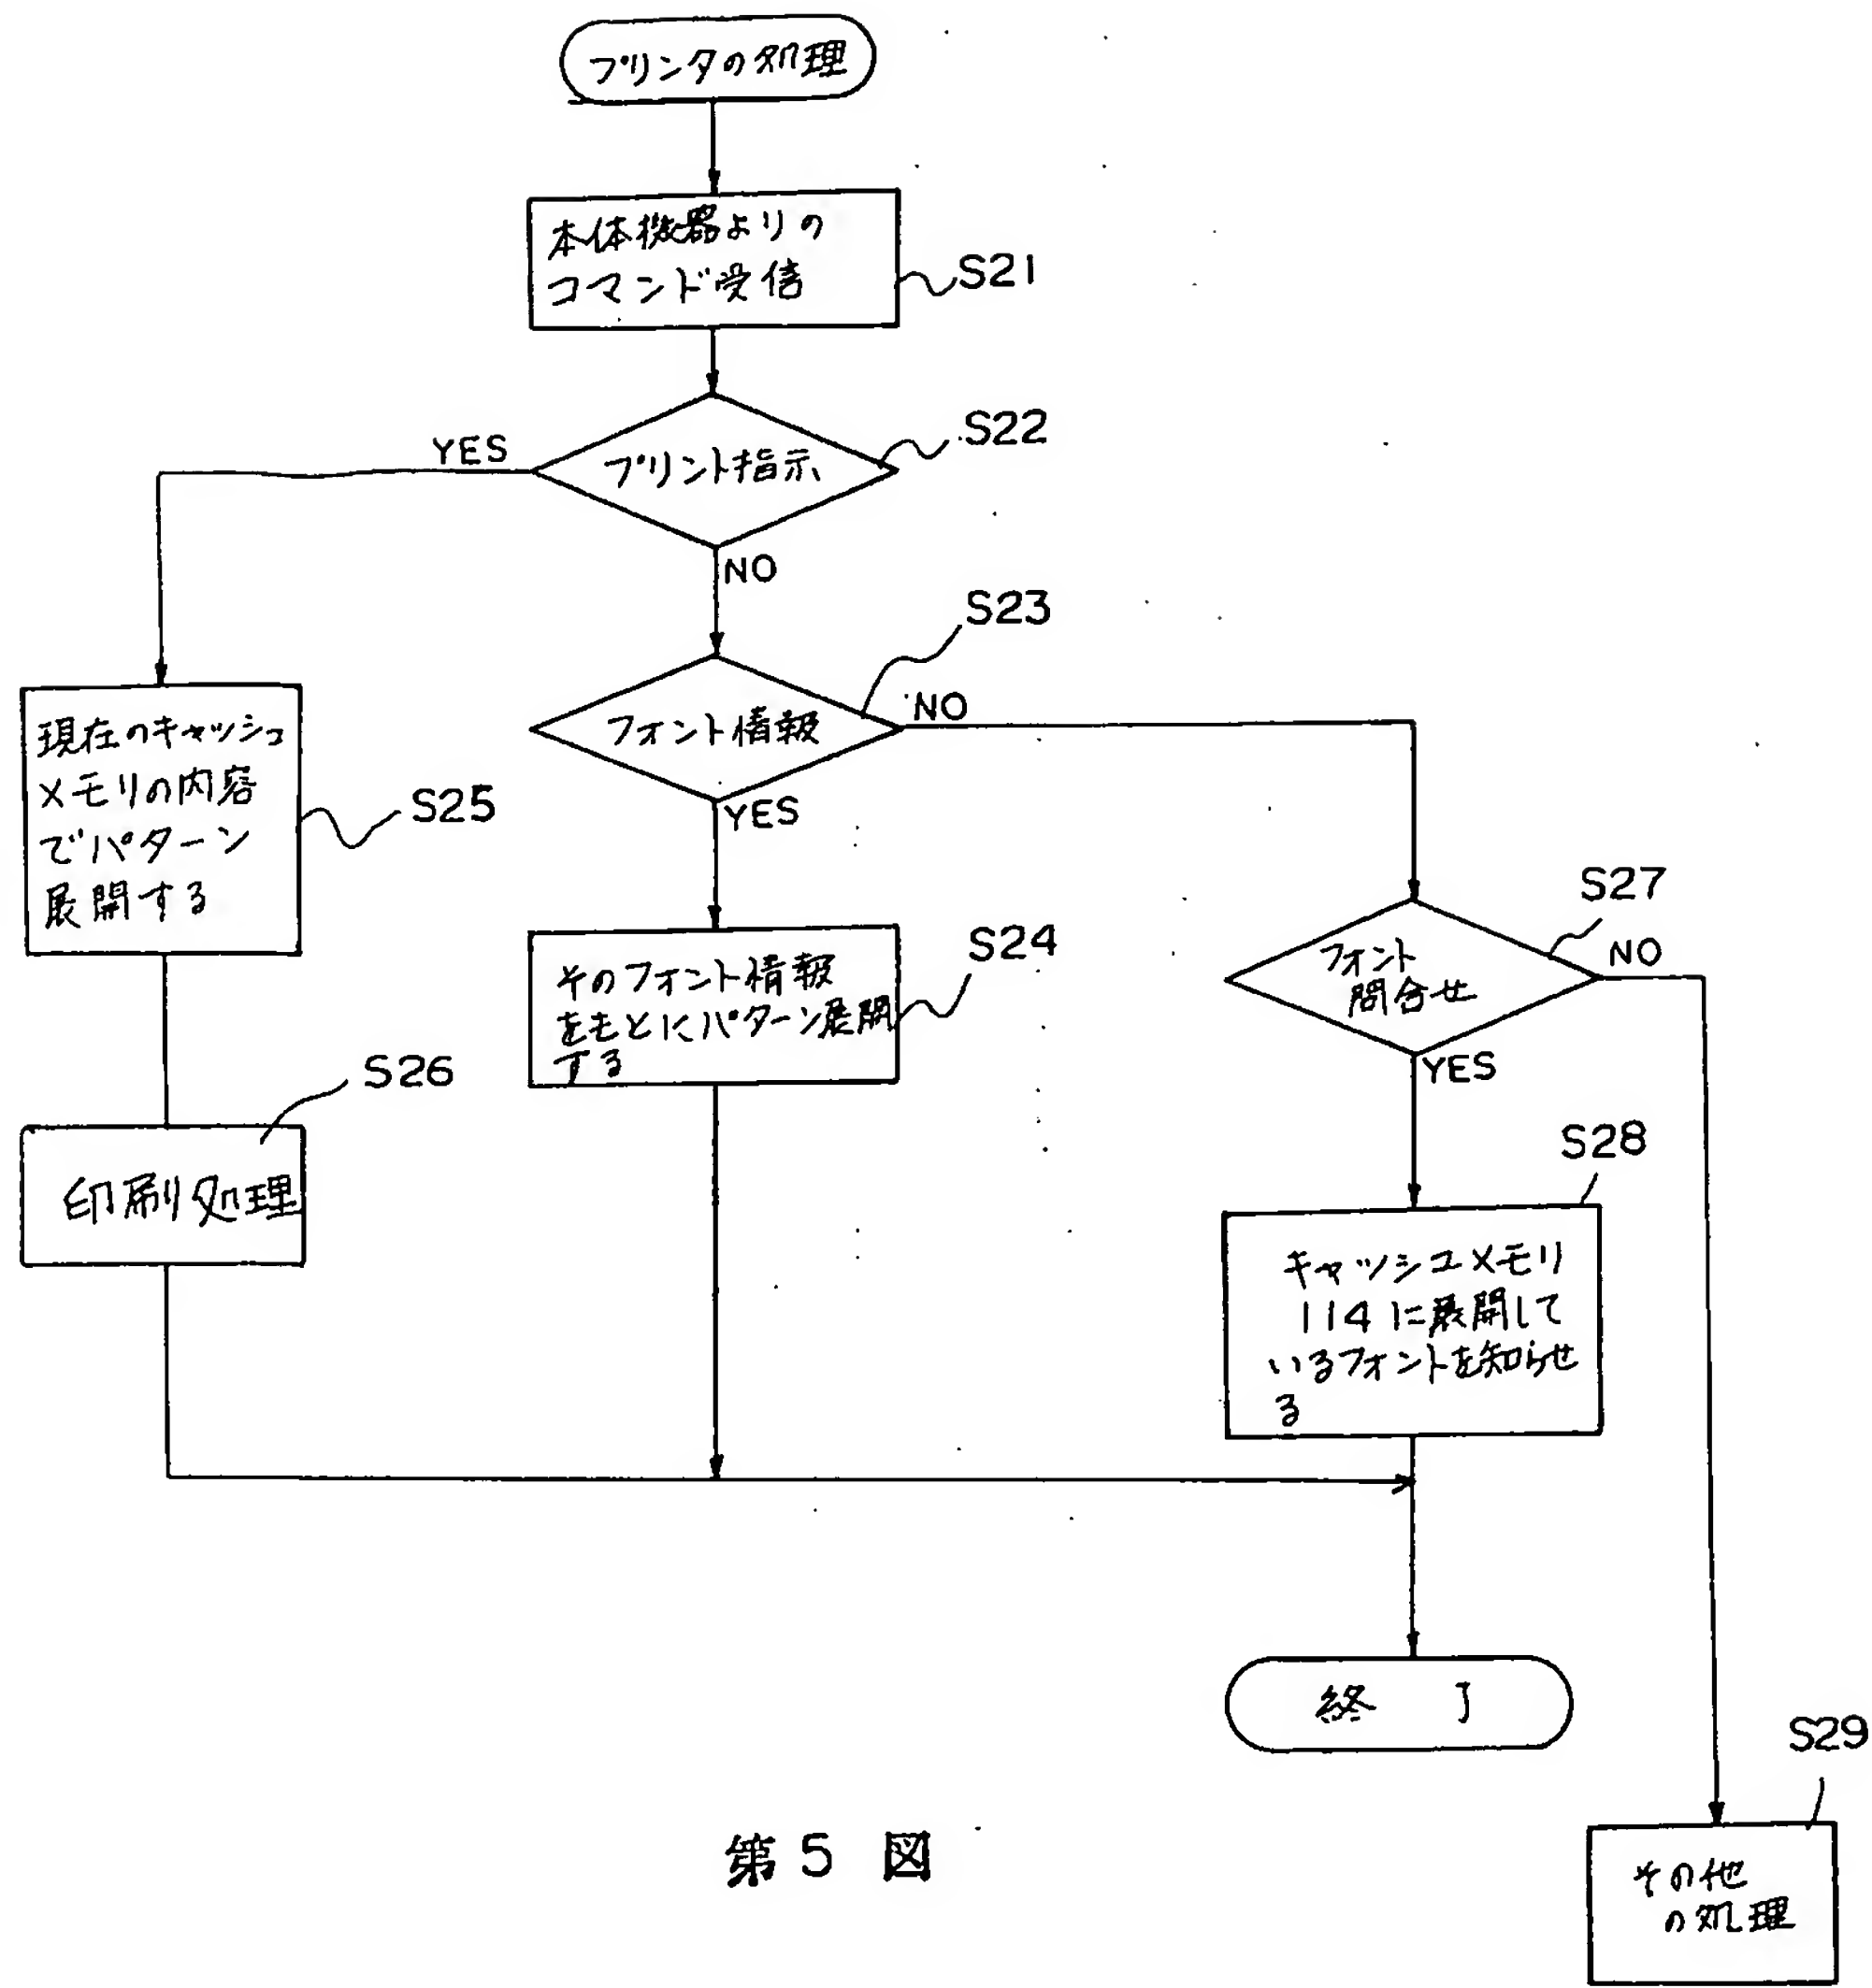 プリンタの処理
本体機器よりの
コマンド受信
S21
プリント指示
S22
YES
NO
S23
フォント情報
NO
YES
現在のキャッシュ
メモリの内容
でパターン
展開する
S25
そのフォント情報
をもとにパターン展開
する
S24
S27
フォント
問合せ
NO
YES
S26
印刷処理
S28
キャッシュメモリ
114に展開して
いるフォントを知らせ
る
終了
S29
その他
の処理
第5図